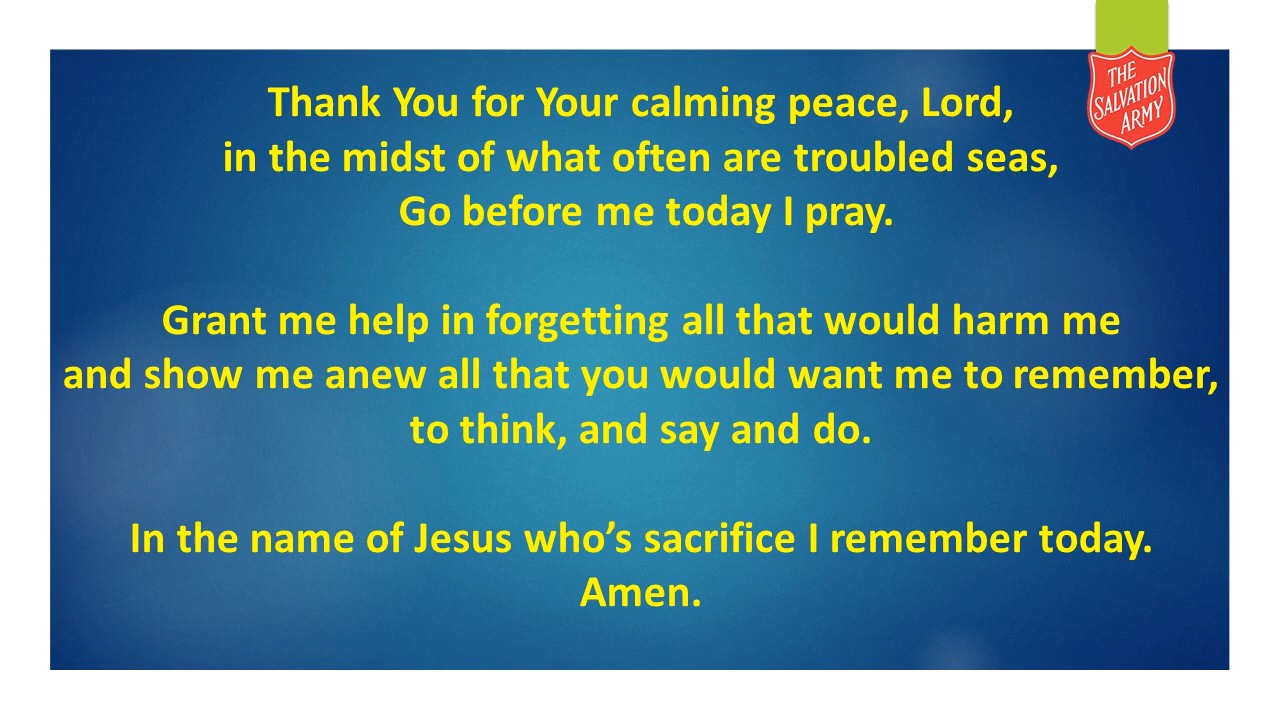 THE
SALVATION
ARMY
Thank You for Your calming peace, Lord,
in the midst of what often are troubled seas,
Go before me today I pray.
Grant me help in forgetting all that would harm me
and show me anew all that you would want me to remember,
to think, and say and do.
In the name of Jesus who’s sacrifice I remember today.
Amen.